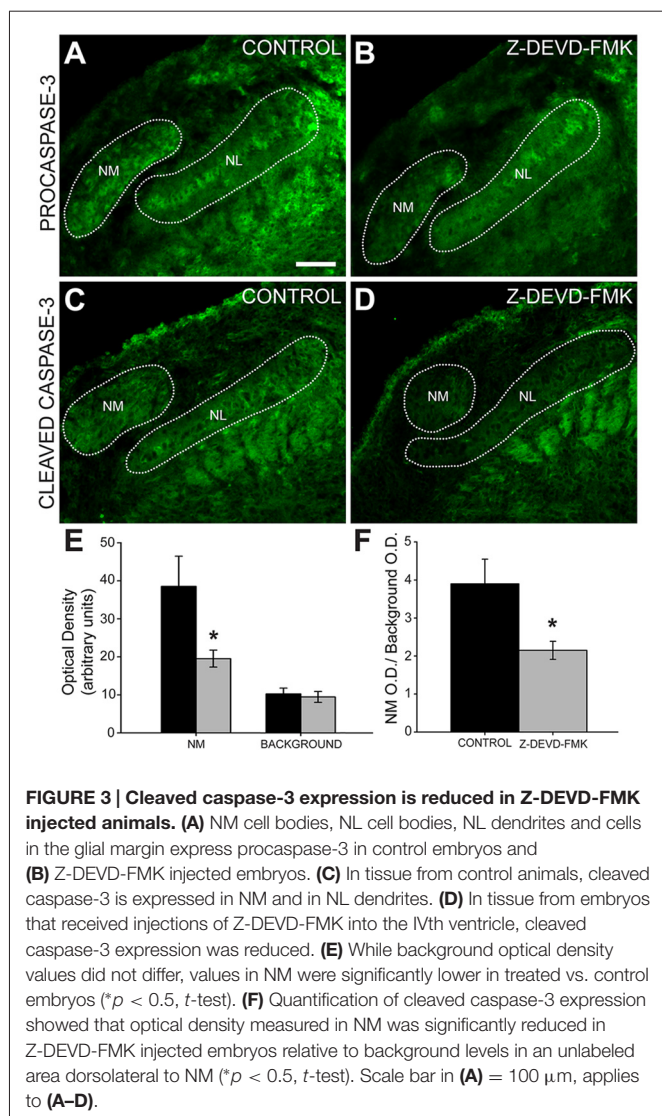 A
CONTROL
B
Z-DEVD-FMK
PROCASPASE-3
NM
NL
NM
NL
C
CONTROL
D
Z-DEVD-FMK
CLEAVED CASPASE-3
NM
NL
NM
NL
E
50
40
30
20
10
0
Optical Density
(arbitrary units)
*
NM
BACKGROUND
F
5
4
3
2
1
0
NM O.D./ Background O.D.
*
CONTROL
Z-DEVD-FMK
FIGURE 3 | Cleaved caspase-3 expression is reduced in Z-DEVD-FMK
injected animals. (A) NM cell bodies, NL cell bodies, NL dendrites and cells
in the glial margin express procaspase-3 in control embryos and
(B) Z-DEVD-FMK injected embryos. (C) In tissue from control animals, cleaved
caspase-3 is expressed in NM and in NL dendrites. (D) In tissue from embryos
that received injections of Z-DEVD-FMK into the IVth ventricle, cleaved
caspase-3 expression was reduced. (E) While background optical density
values did not differ, values in NM were significantly lower in treated vs. control
embryos (*p < 0.5, t-test). (F) Quantification of cleaved caspase-3 expression
showed that optical density measured in NM was significantly reduced in
Z-DEVD-FMK injected embryos relative to background levels in an unlabeled
area dorsolateral to NM (*p < 0.5, t-test). Scale bar in (A) = 100 μm, applies
to (A–D).